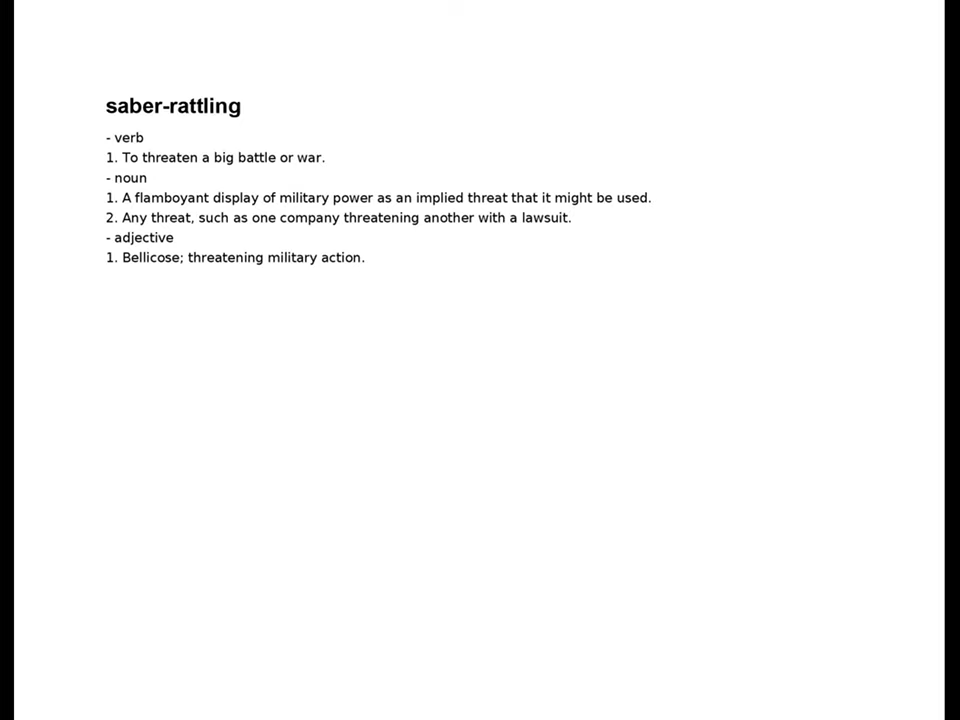 saber-rattling
- verb
1. To threaten a big battle or war.
- noun
1. A flamboyant display of military power as an implied threat that it might be used.
2. Any threat, such as one company threatening another with a lawsuit.
- adjective
1. Bellicose; threatening military action.